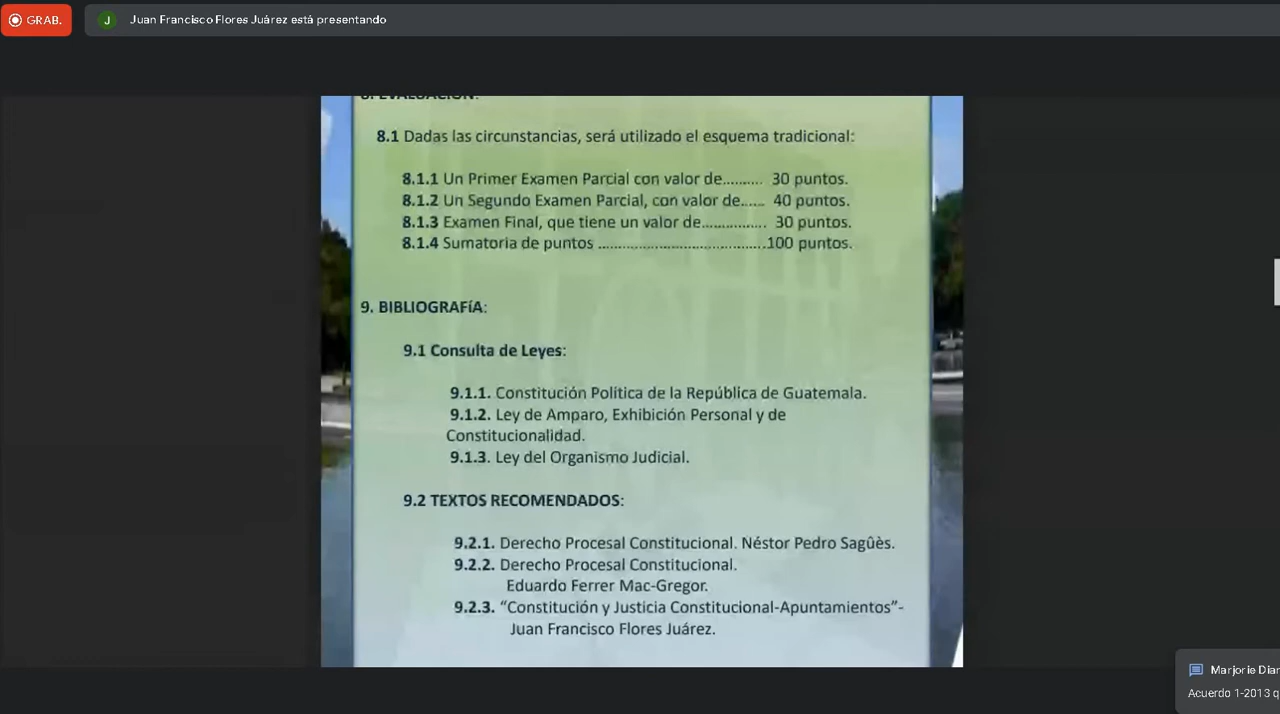 GRAB.
J
Juan Francisco Flores Juárez está presentando
8. EVALUACIÓN:
8.1 Dadas las circunstancias, será utilizado el esquema tradicional:
8.1.1 Un Primer Examen Parcial con valor de.......... 30 puntos.
8.1.2 Un Segundo Examen Parcial, con valor de...... 40 puntos.
8.1.3 Examen Final, que tiene un valor de................ 30 puntos.
8.1.4 Sumatoria de puntos ..........................................100 puntos.
9. BIBLIOGRAFíA:
9.1 Consulta de Leyes:
9.1.1. Constitución Política de la República de Guatemala.
9.1.2. Ley de Amparo, Exhibición Personal y de
Constitucionalidad.
9.1.3. Ley del Organismo Judicial.
9.2 TEXTOS RECOMENDADOS:
9.2.1. Derecho Procesal Constitucional. Néstor Pedro Sagûès.
9.2.2. Derecho Procesal Constitucional.
Eduardo Ferrer Mac-Gregor.
9.2.3. “Constitución y Justicia Constitucional-Apuntamientos”-
Juan Francisco Flores Juárez.
Marjorie Dian
Acuerdo 1-2013 q